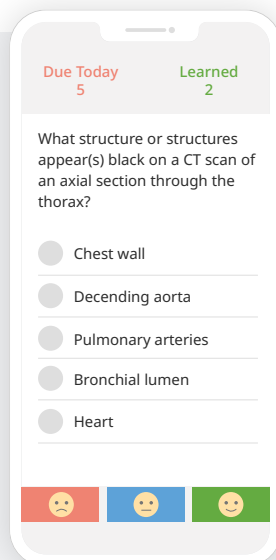 Due Today
Learned
5
2
What structure or structures
appear(s) black on a CT scan of
an axial section through the
thorax?
Chest wall
Decending aorta
Pulmonary arteries
Bronchial lumen
Heart